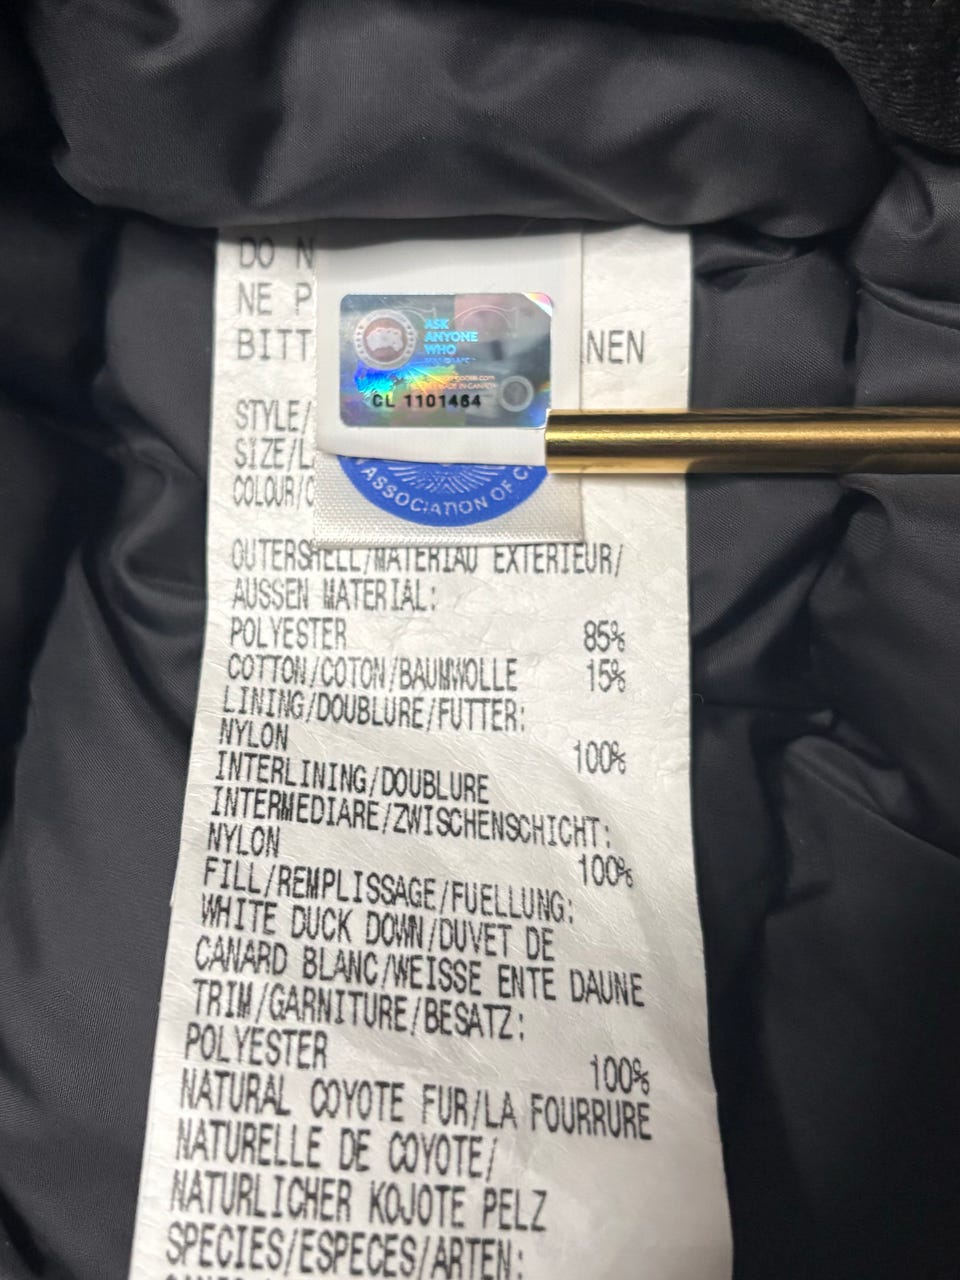 DO N
NE P
BITT NEN
ASK
ANYONE
WHO
MADE IN CANADA
CL 1101464
STYLE/
SIZE/L
COLOUR/C
ASSOCIATION OF C
OUTERSHELL/MATERIAU EXTERIEUR/
AUSSEN MATERIAL:
POLYESTER 85%
COTTON/COTON/BAUMWOLLE 15%
LINING/DOUBLURE/FUTTER:
NYLON 100%
INTERLINING/DOUBLURE
INTERMEDIARE/ZWISCHENSCHICHT:
NYLON 100%
FILL/REMPLISSAGE/FUELLUNG:
WHITE DUCK DOWN/DUVET DE
CANARD BLANC/WEISSE ENTE DAUNE
TRIM/GARNITURE/BESATZ:
POLYESTER 100%
NATURAL COYOTE FUR/LA FOURRURE
NATURELLE DE COYOTE/
NATURLICHER KOJOTE PELZ
SPECIES/ESPECES/ARTEN: